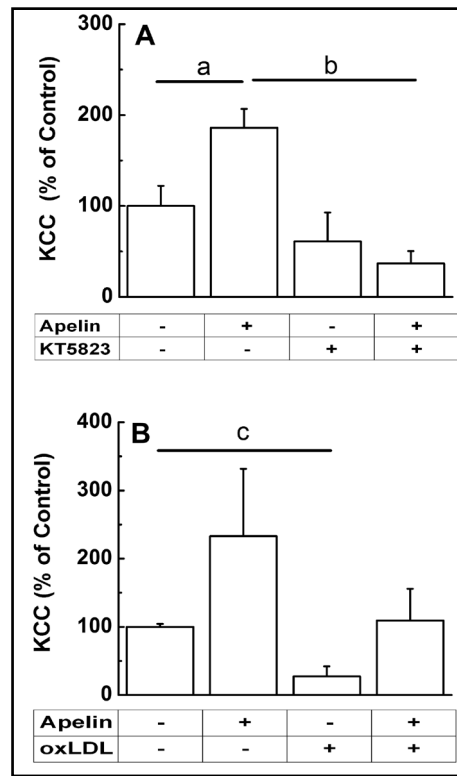 A
300
a
b
200
100
0
KCC (% of Control)
Apelin - + - +
KT5823 - - + +
B
400
c
300
200
100
0
KCC (% of Control)
Apelin - + - +
oxLDL - - + +